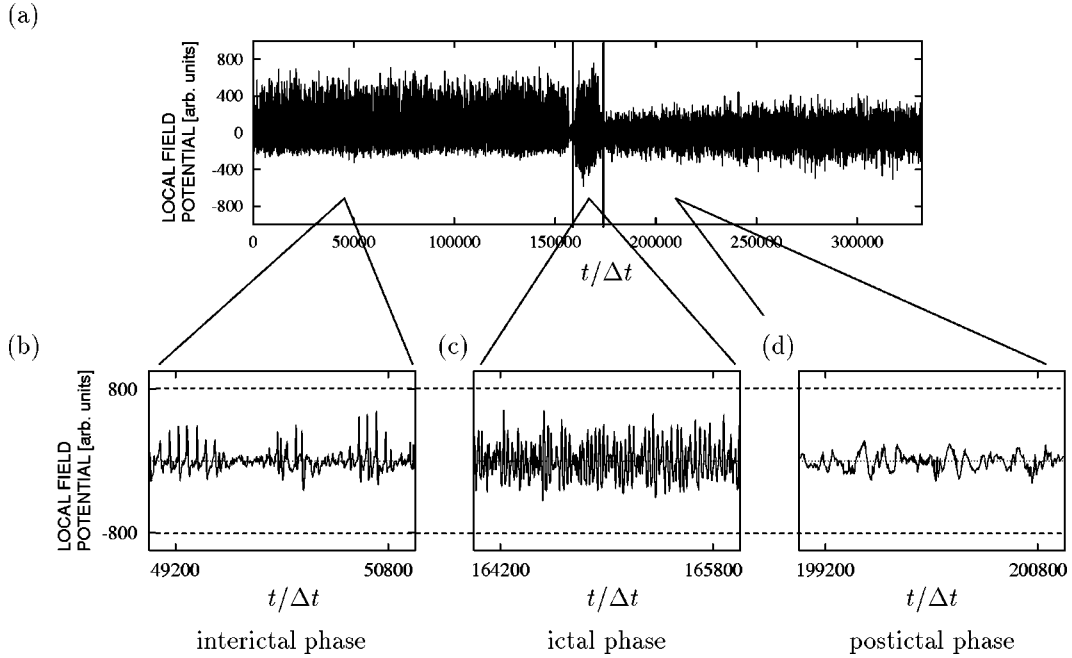 (a)
LOCAL FIELD
POTENTIAL [arb. units]
800
400
0
-400
-800
0 50000 100000 150000 200000 250000 300000
t/Δt
(b) (c) (d)
LOCAL FIELD
POTENTIAL [arb. units]
800
-800
49200 50800 164200 165800 199200 200800
t/Δt t/Δt t/Δt
interictal phase ictal phase postictal phase